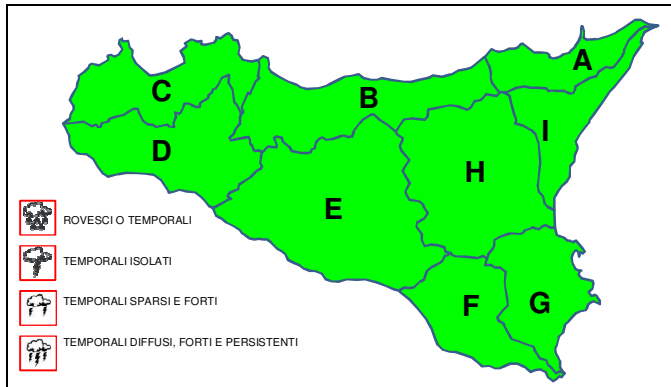 A
C
B
I
D
H
E
ROVESCI O TEMPORALI
TEMPORALI ISOLATI
F
G
TEMPORALI SPARSI E FORTI
TEMPORALI DIFFUSI, FORTI E PERSISTENTI